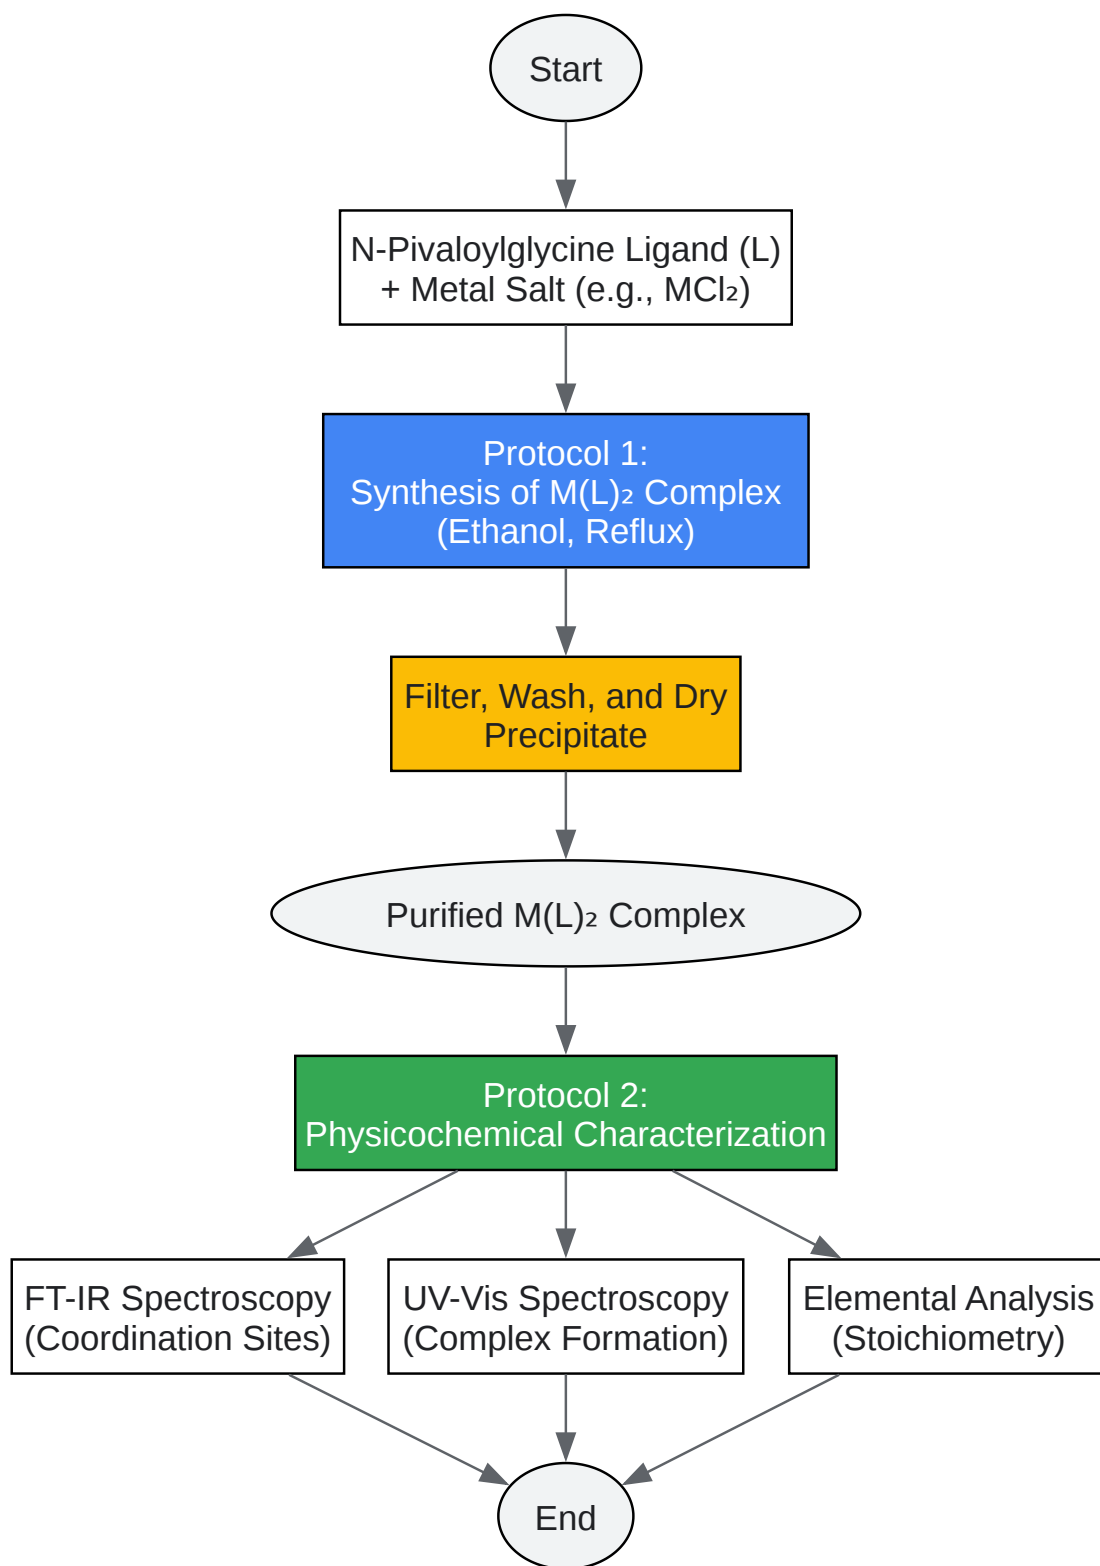 Start
N-Pivaloylglycine Ligand (L)
+ Metal Salt (e.g., MCl₂)
Protocol 1:
Synthesis of M(L)₂ Complex
(Ethanol, Reflux)
Filter, Wash, and Dry
Precipitate
Purified M(L)₂ Complex
Protocol 2:
Physicochemical Characterization
FT-IR Spectroscopy
(Coordination Sites)
UV-Vis Spectroscopy
(Complex Formation)
Elemental Analysis
(Stoichiometry)
End